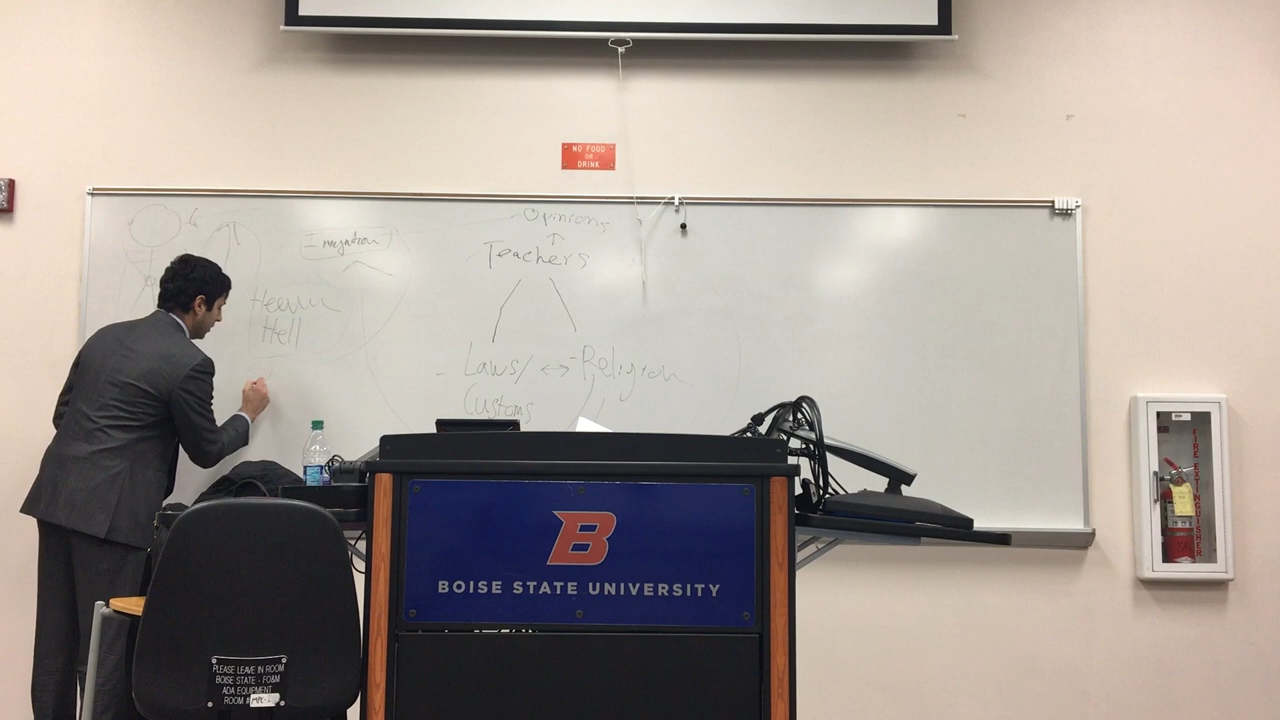 NO FOOD
OR
DRINK
Opinions
Teachers
Heaven
Hell
Laws/ ↔ Religion
Customs
FIRE EXTINGUISHER
B
BOISE STATE UNIVERSITY
PLEASE LEAVE IN ROOM
BOISE STATE - FO&M
ADA EQUIPMENT
ROOM #